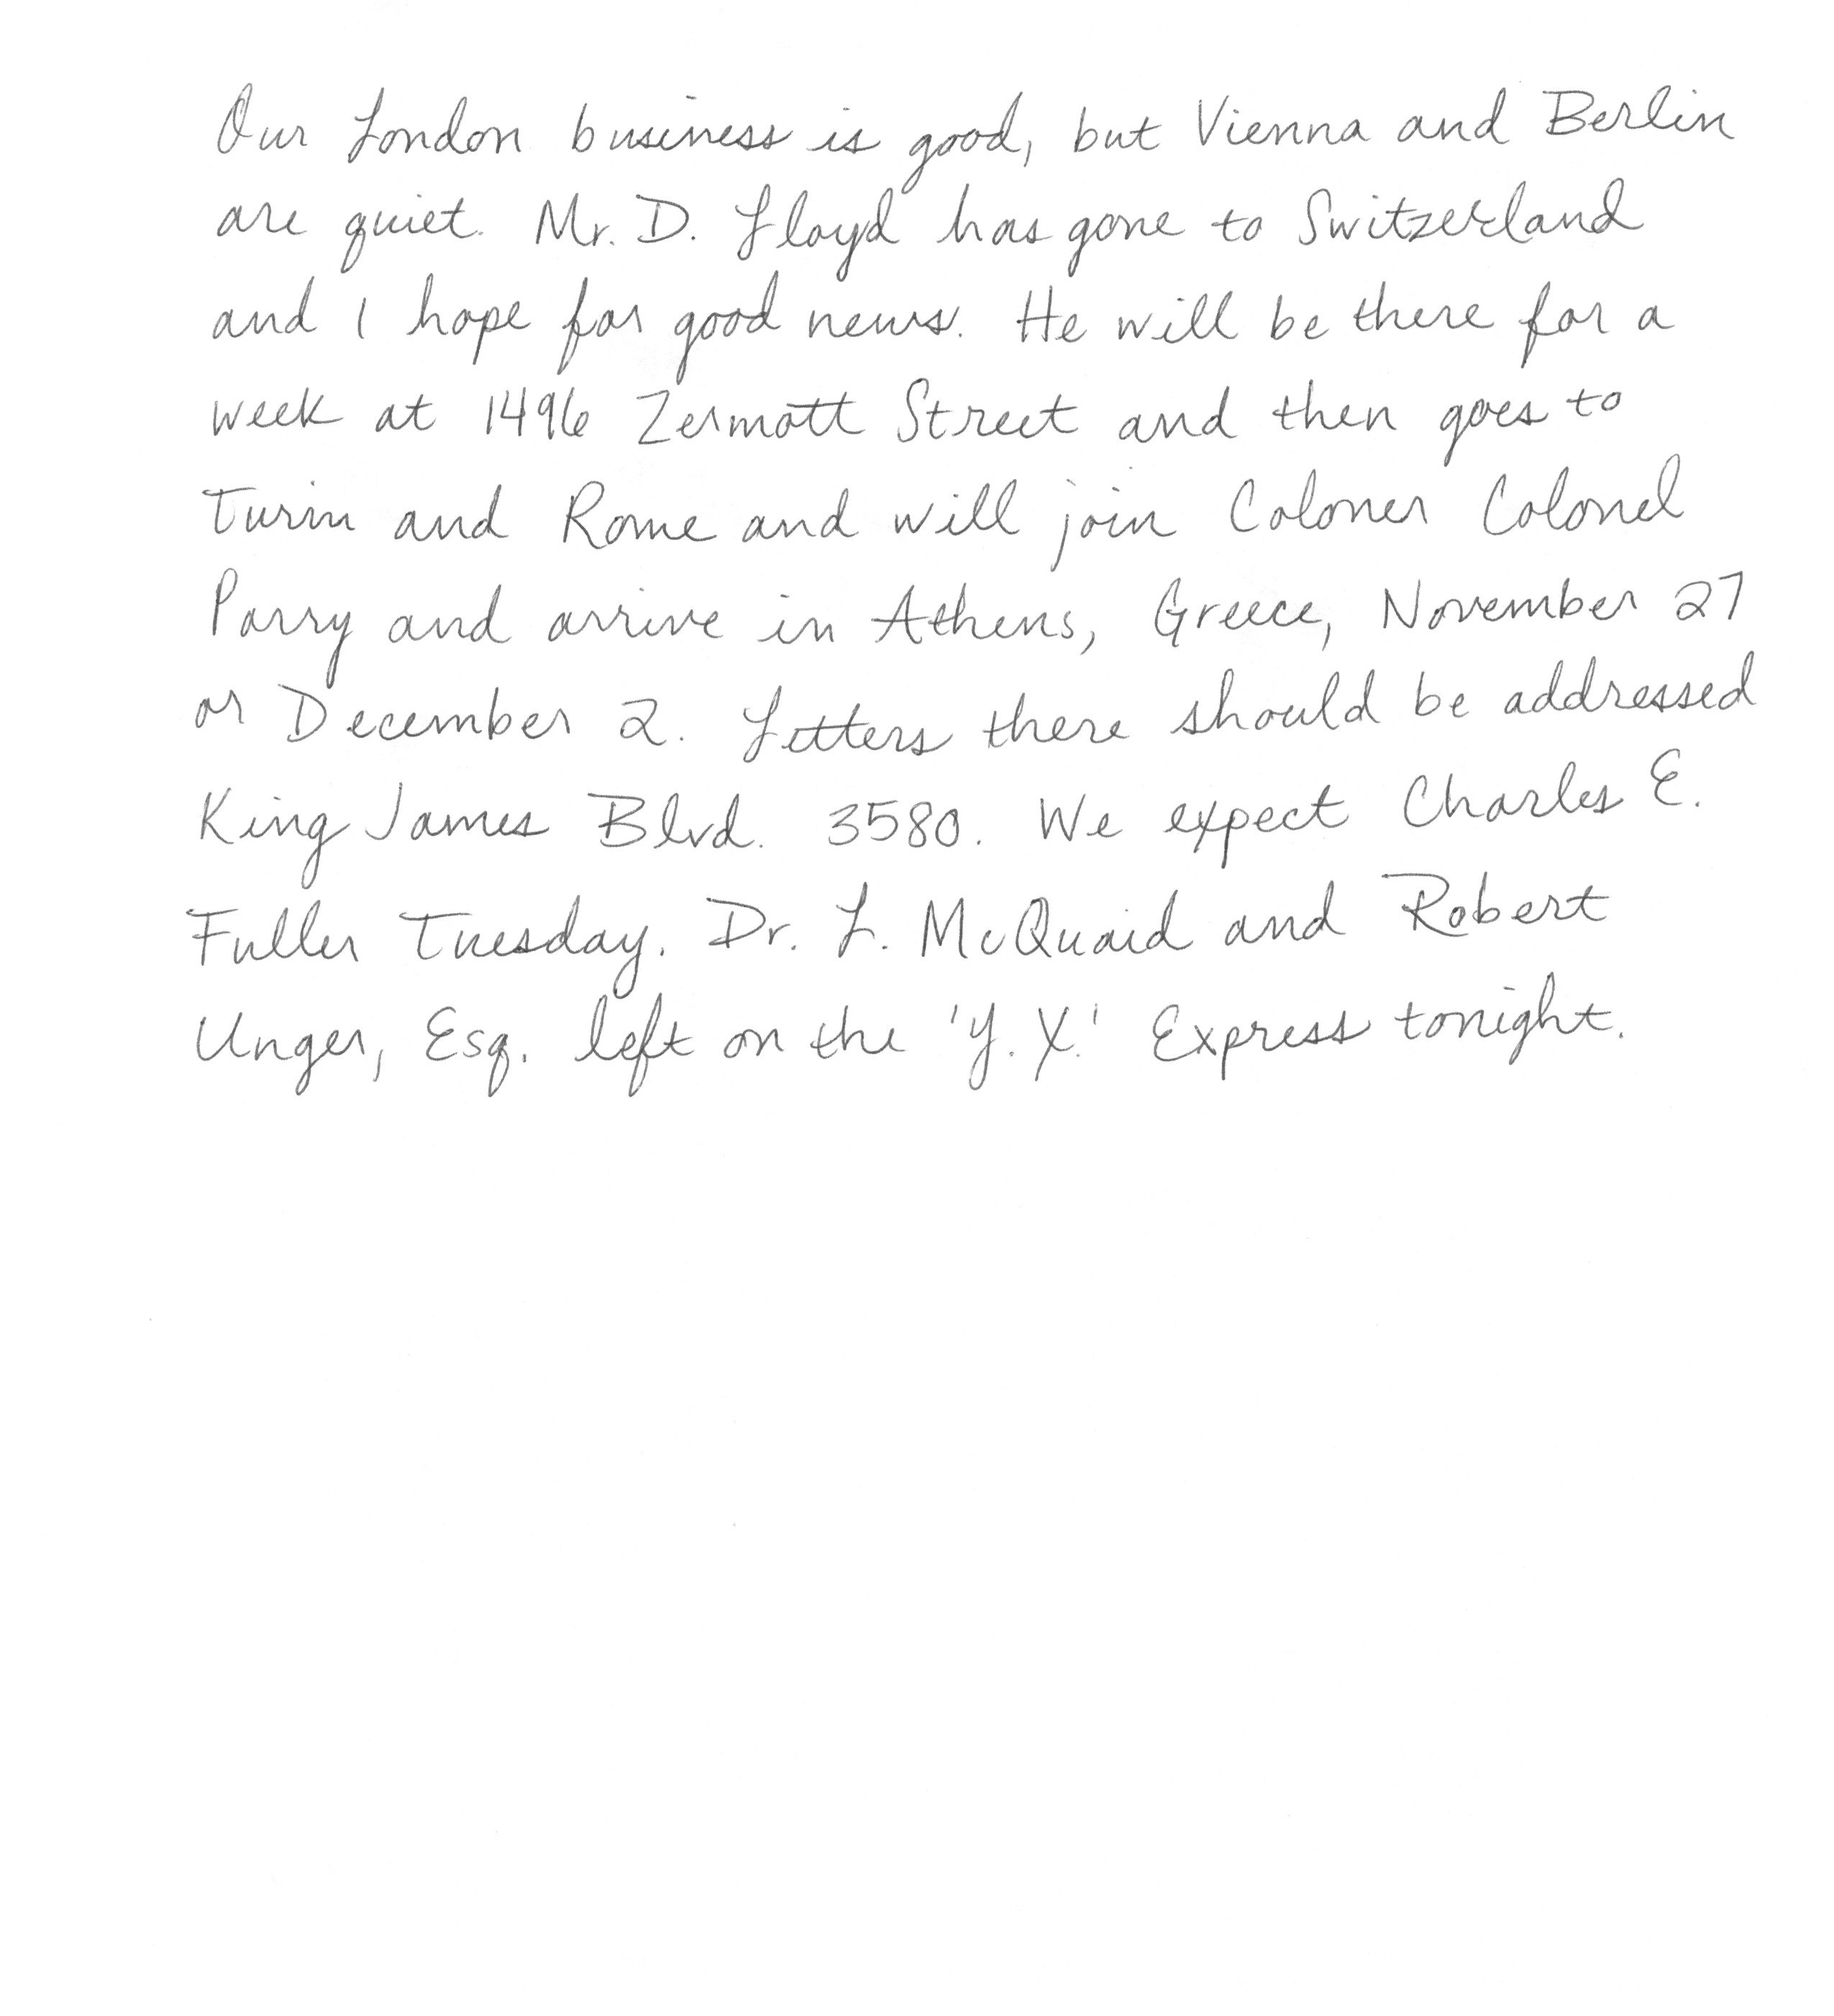 Our London business is good, but Vienna and Berlin
are quiet. Mr. D. Lloyd has gone to Switzerland
and I hope for good news. He will be there for a
week at 1496 Zermott Street and then goes to
Turin and Rome and will join Coloner Colonel
Parry and arrive in Athens, Greece, November 27
or December 2. Letters there should be addressed
King James Blvd. 3580. We expect Charles E.
Fuller Tuesday. Dr. L. McQuaid and Robert
Unger, Esq. left on the 'Y.X.' Express tonight.